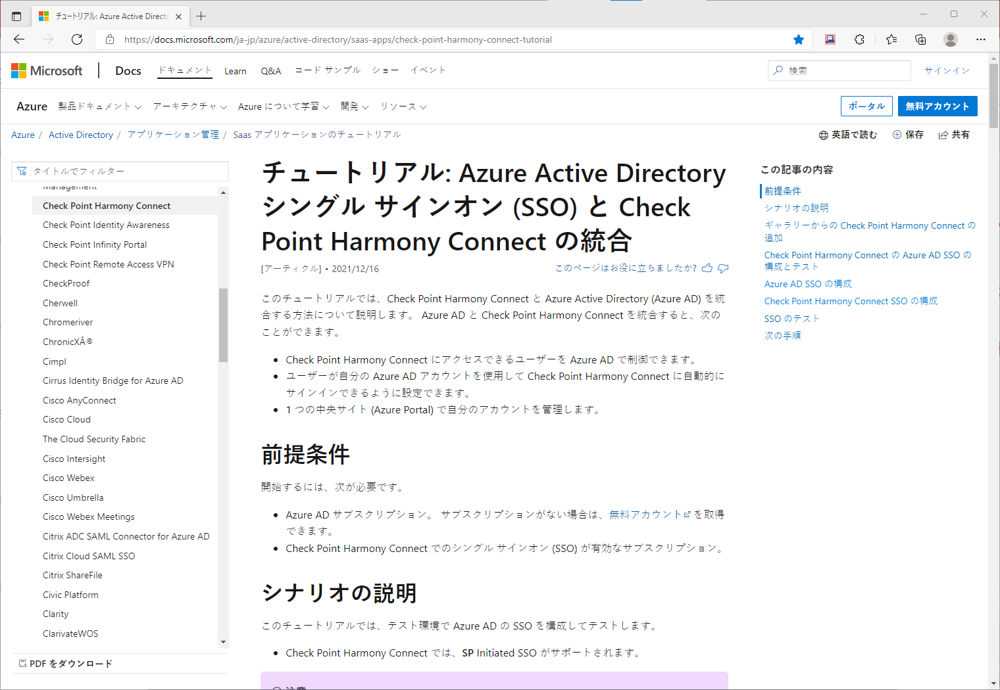 チュートリアル: Azure Active Directo
https://docs.microsoft.com/ja-jp/azure/active-directory/saas-apps/check-point-harmony-connect-tutorial
Microsoft
Docs
ドキュメント
Learn
Q&A
コード サンプル
ショー
イベント
検索
サインイン
Azure
製品ドキュメント
アーキテクチャ
Azure について学習
開発
リソース
ポータル
無料アカウント
Azure / Active Directory / アプリケーション管理 / Saas アプリケーションのチュートリアル
英語で読む
保存
共有
タイトルでフィルター
Management
Check Point Harmony Connect
Check Point Identity Awareness
Check Point Infinity Portal
Check Point Remote Access VPN
CheckProof
Cherwell
Chromeriver
ChronicXÂ®
Cimpl
Cirrus Identity Bridge for Azure AD
Cisco AnyConnect
Cisco Cloud
The Cloud Security Fabric
Cisco Intersight
Cisco Webex
Cisco Umbrella
Cisco Webex Meetings
Citrix ADC SAML Connector for Azure AD
Citrix Cloud SAML SSO
Citrix ShareFile
Civic Platform
Clarity
ClarivateWOS
PDF をダウンロード
チュートリアル: Azure Active Directory
シングル サインオン (SSO) と Check
Point Harmony Connect の統合
[アーティクル] • 2021/12/16
このページはお役に立ちましたか?
このチュートリアルでは、Check Point Harmony Connect と Azure Active Directory (Azure AD) を統
合する方法について説明します。 Azure AD と Check Point Harmony Connect を統合すると、次の
ことができます。
• Check Point Harmony Connect にアクセスできるユーザーを Azure AD で制御できます。
• ユーザーが自分の Azure AD アカウントを使用して Check Point Harmony Connect に自動的に
サインインできるように設定できます。
• 1 つの中央サイト (Azure Portal) で自分のアカウントを管理します。
前提条件
開始するには、次が必要です。
• Azure AD サブスクリプション。 サブスクリプションがない場合は、無料アカウント を取得
できます。
• Check Point Harmony Connect でのシングル サインオン (SSO) が有効なサブスクリプション。
シナリオの説明
このチュートリアルでは、テスト環境で Azure AD の SSO を構成してテストします。
• Check Point Harmony Connect では、SP Initiated SSO がサポートされます。
注意
この記事の内容
前提条件
シナリオの説明
ギャラリーからの Check Point Harmony Connect の
追加
Check Point Harmony Connect の Azure AD SSO の
構成とテスト
Azure AD SSO の構成
Check Point Harmony Connect SSO の構成
SSO のテスト
次の手順